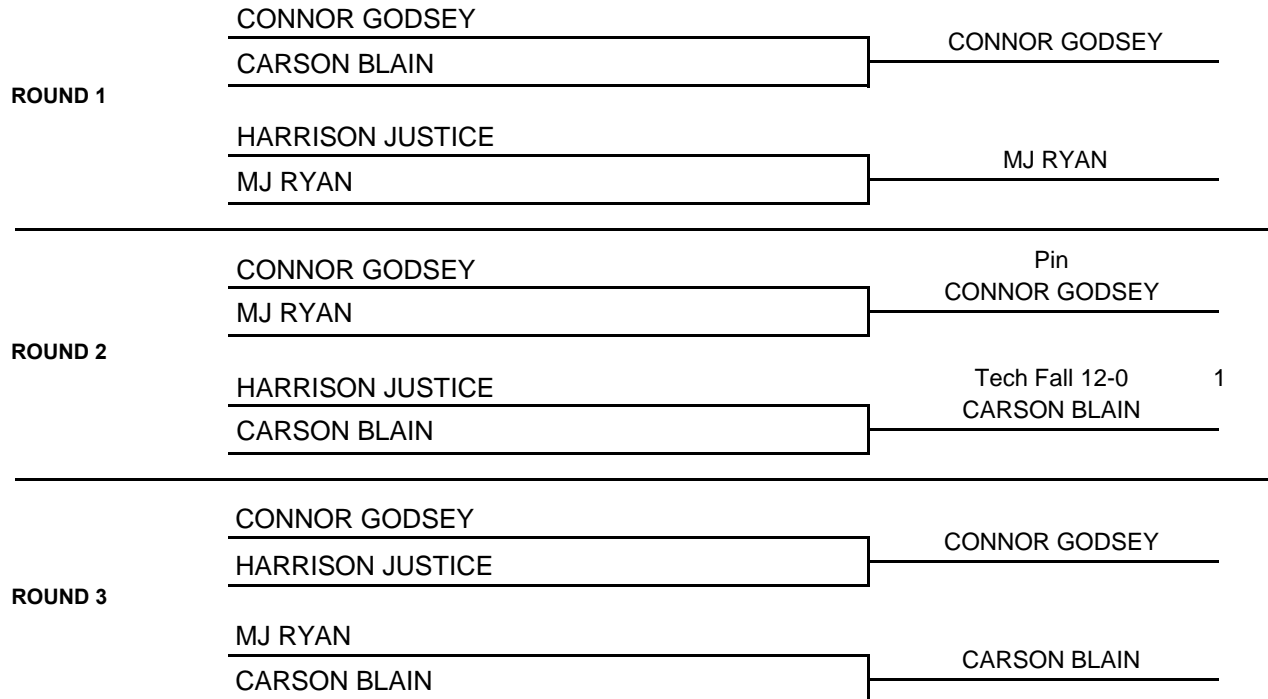 CONNOR GODSEY
CONNOR GODSEY
CARSON BLAIN
ROUND 1
HARRISON JUSTICE
MJ RYAN
MJ RYAN
Pin
CONNOR GODSEY
CONNOR GODSEY
MJ RYAN
ROUND 2
Tech Fall 12-0 1
HARRISON JUSTICE
CARSON BLAIN
CARSON BLAIN
CONNOR GODSEY
CONNOR GODSEY
HARRISON JUSTICE
ROUND 3
MJ RYAN
CARSON BLAIN
CARSON BLAIN